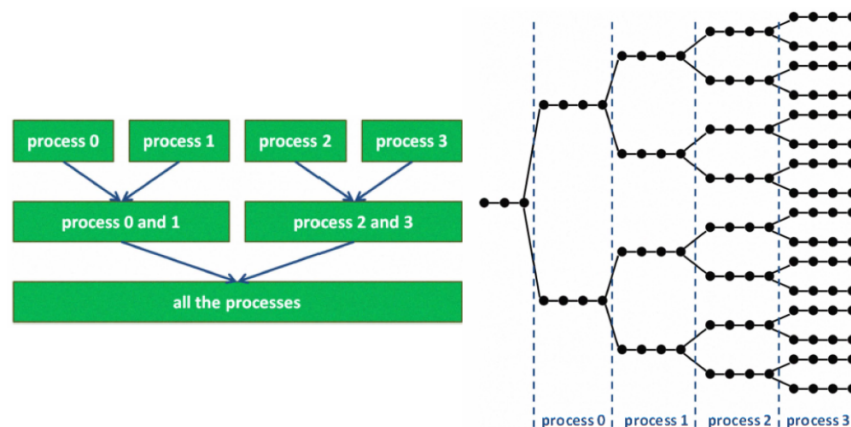 process 0
process 1
process 2
process 3
process 0 and 1
process 2 and 3
all the processes
process 0
process 1
process 2
process 3